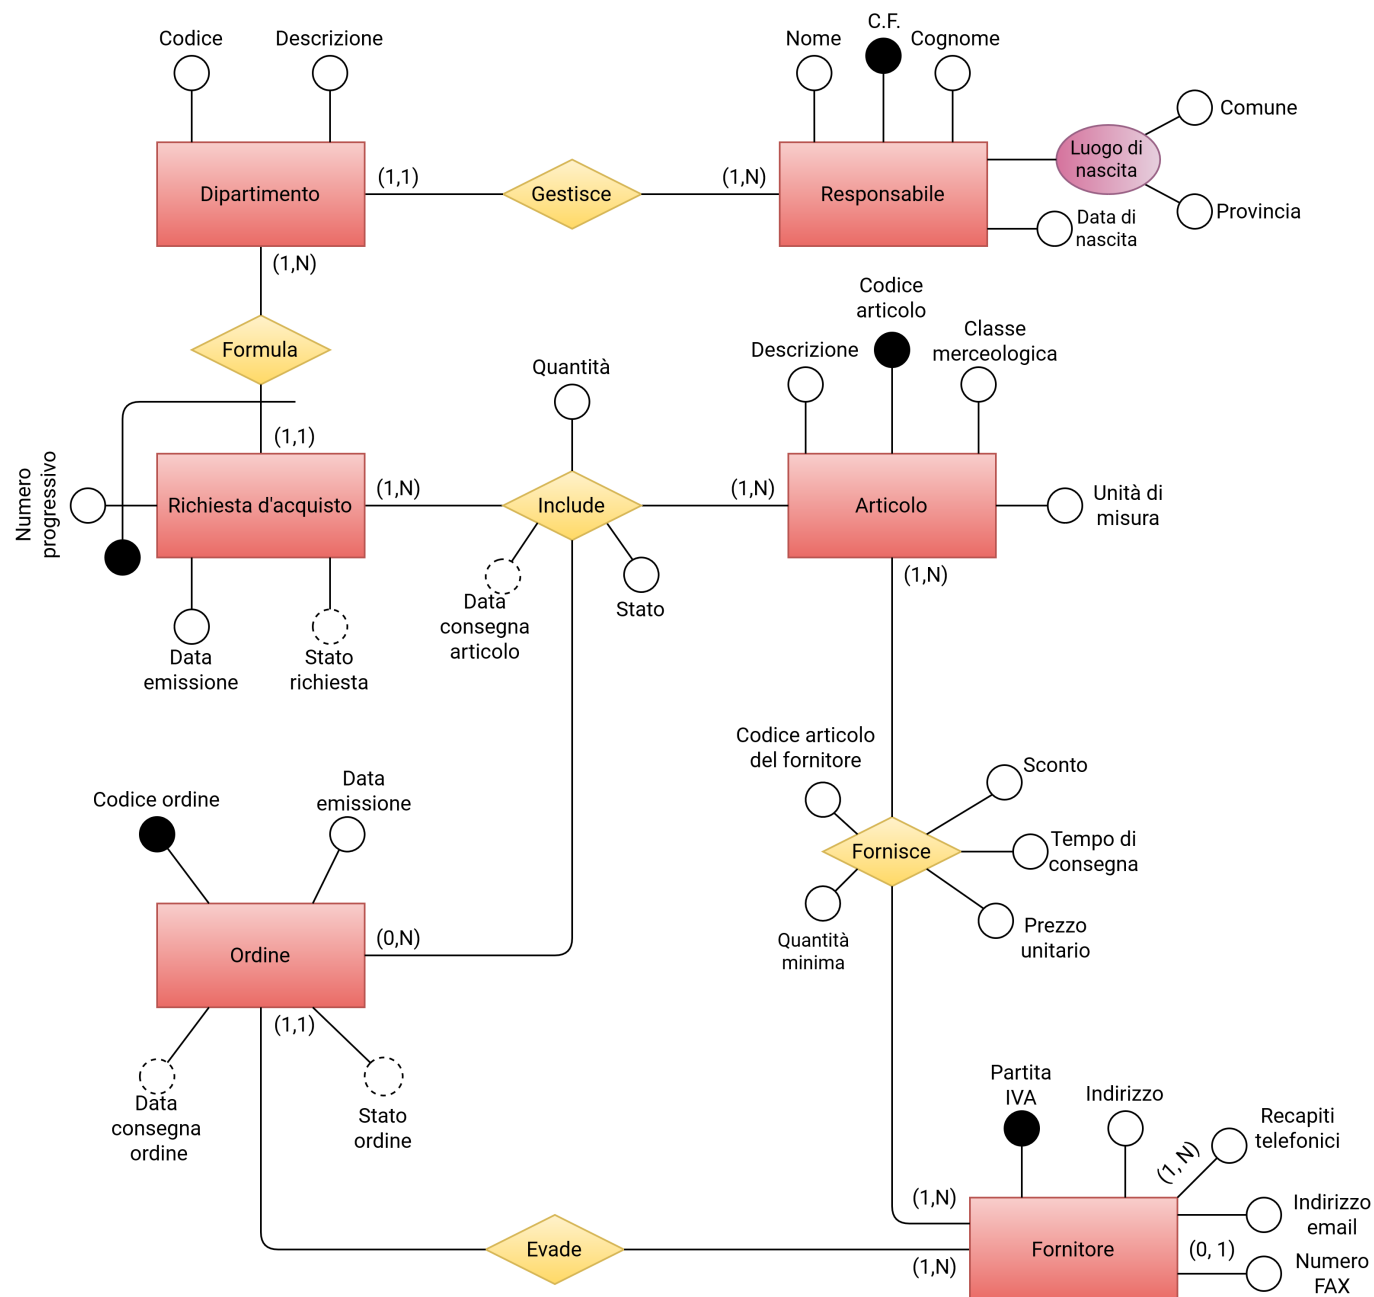 C.F.
Codice
Descrizione
Nome
Cognome
Comune
Luogo di
nascita
Dipartimento
(1,1)
Gestisce
(1,N)
Responsabile
Provincia
Data di
nascita
(1,N)
Codice
articolo
Classe
merceologica
Formula
Descrizione
Quantità
(1,1)
Numero
progressivo
Richiesta d'acquisto
(1,N)
Include
(1,N)
Articolo
Unità di
misura
(1,N)
Data
consegna
articolo
Stato
Data
emissione
Stato
richiesta
Codice articolo
del fornitore
Sconto
Codice ordine
Data
emissione
Fornisce
Tempo di
consegna
Quantità
minima
Prezzo
unitario
Ordine
(0,N)
(1,1)
Data
consegna
ordine
Stato
ordine
Partita
IVA
Indirizzo
Recapiti
telefonici
(1, N)
(1,N)
Indirizzo
email
Evade
(1,N)
Fornitore
(0, 1)
Numero
FAX